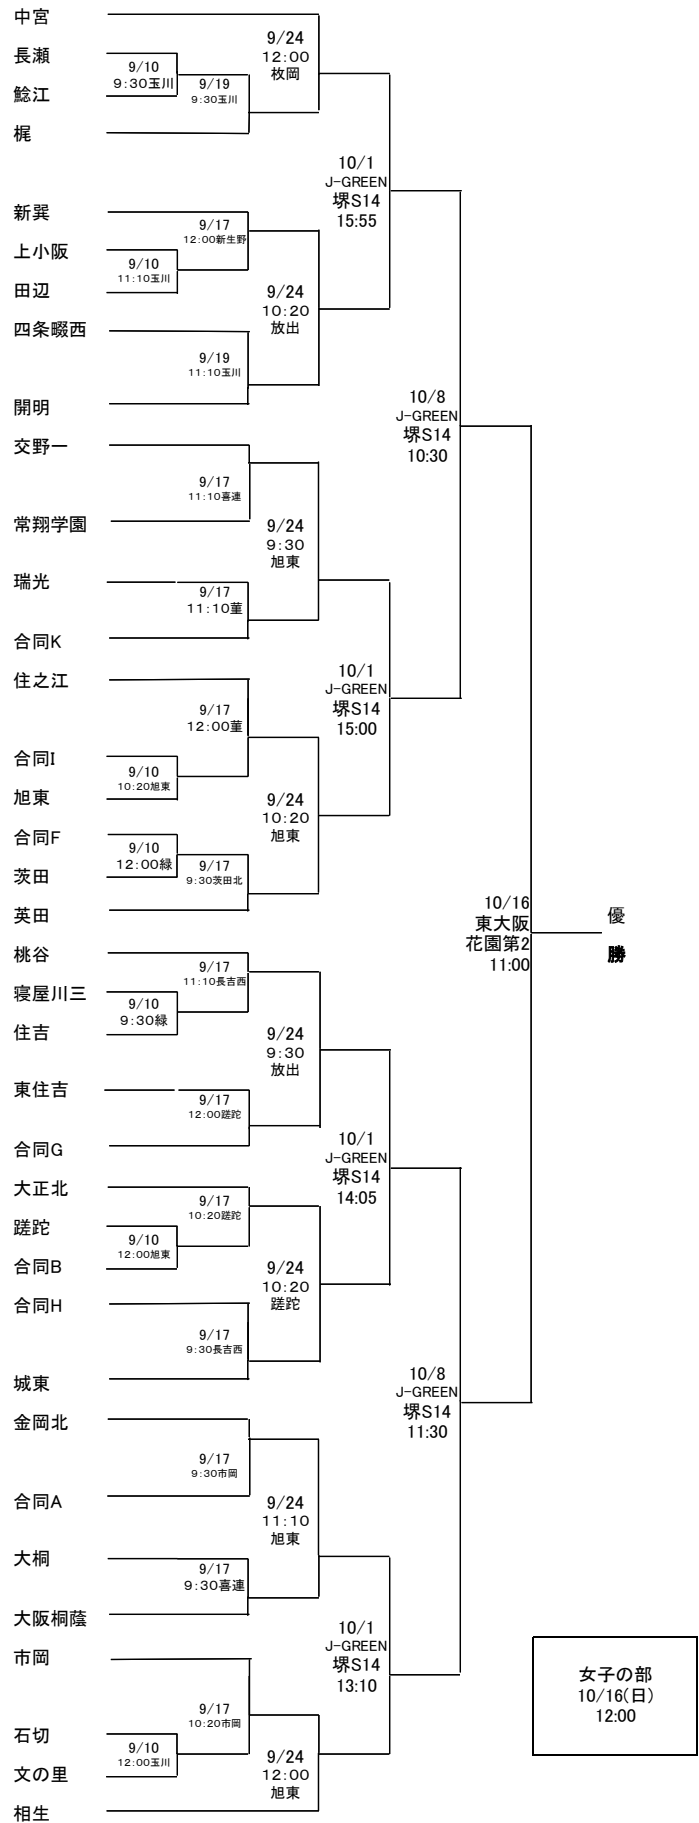 中宮
9/24
12:00
枚岡
長瀬
9/10
9:30玉川
鯰江
9/19
9:30玉川
梶
10/1
J-GREEN
堺S14
15:55
新巽
9/17
12:00新生野
上小阪
9/10
11:10玉川
田辺
9/24
10:20
放出
四条畷西
9/19
11:10玉川
開明
10/8
J-GREEN
堺S14
10:30
交野一
9/17
11:10喜連
常翔学園
9/24
9:30
旭東
瑞光
9/17
11:10菫
合同K
10/1
J-GREEN
堺S14
15:00
住之江
9/17
12:00菫
合同I
9/10
10:20旭東
旭東
9/24
10:20
旭東
合同F
9/10
12:00緑
茨田
9/17
9:30茨田北
英田
10/16
東大阪
花園第2
11:00
優
勝
桃谷
9/17
11:10長吉西
寝屋川三
9/10
9:30緑
住吉
9/24
9:30
放出
東住吉
9/17
12:00蹉跎
合同G
10/1
J-GREEN
堺S14
14:05
大正北
9/17
10:20蹉跎
蹉跎
9/10
12:00旭東
合同B
9/24
10:20
蹉跎
合同H
9/17
9:30長吉西
城東
10/8
J-GREEN
堺S14
11:30
金岡北
9/17
9:30市岡
合同A
9/24
11:10
旭東
大桐
9/17
9:30喜連
大阪桐蔭
10/1
J-GREEN
堺S14
13:10
市岡
9/17
10:20市岡
石切
9/10
12:00玉川
文の里
9/24
12:00
旭東
相生
女子の部
10/16(日)
12:00